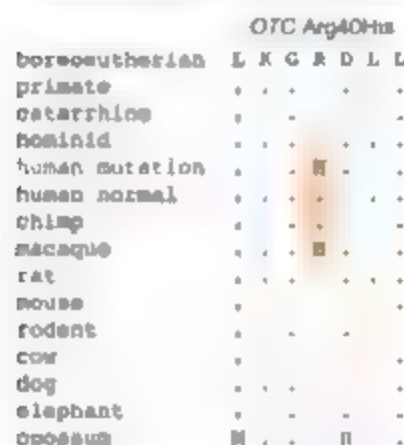 OTC Arg40His
boreoeutherian L K G R D L L
primate
catarrhine
hominid
human mutation . . . H . . .
human normal
chimp
macaque . . . H . . .
rat
mouse
rodent
cow
dog
elephant
opossum